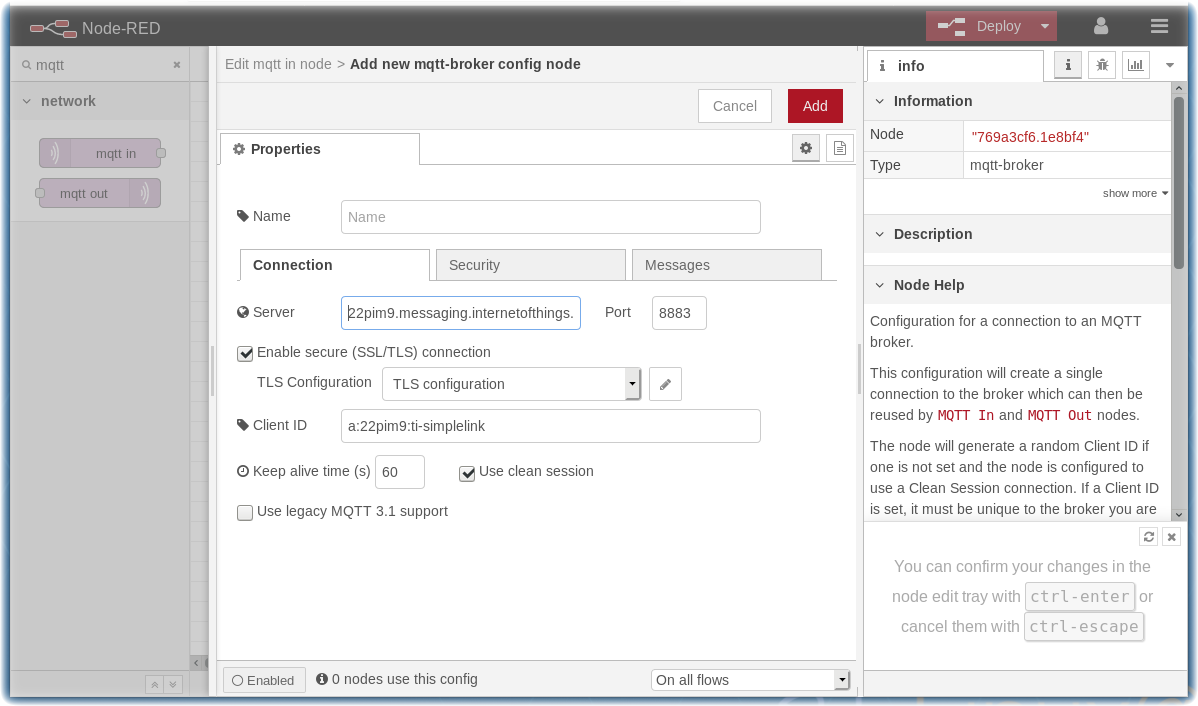 Node-RED
Deploy
mqtt
network
mqtt in
mqtt out
Edit mqtt in node > Add new mqtt-broker config node
Cancel
Add
Properties
Name
Name
Connection
Security
Messages
Server
22pim9.messaging.internetofthings.
Port
8883
Enable secure (SSL/TLS) connection
TLS Configuration
TLS configuration
Client ID
a:22pim9:ti-simplelink
Keep alive time (s)
60
Use clean session
Use legacy MQTT 3.1 support
Enabled
0 nodes use this config
On all flows
info
Information
Node
"769a3cf6.1e8bf4"
Type
mqtt-broker
show more
Description
Node Help
Configuration for a connection to an MQTT
broker.
This configuration will create a single
connection to the broker which can then be
reused by MQTT In and MQTT Out nodes.
The node will generate a random Client ID if
one is not set and the node is configured to
use a Clean Session connection. If a Client ID
is set, it must be unique to the broker you are
You can confirm your changes in the
node edit tray with ctrl-enter or
cancel them with ctrl-escape